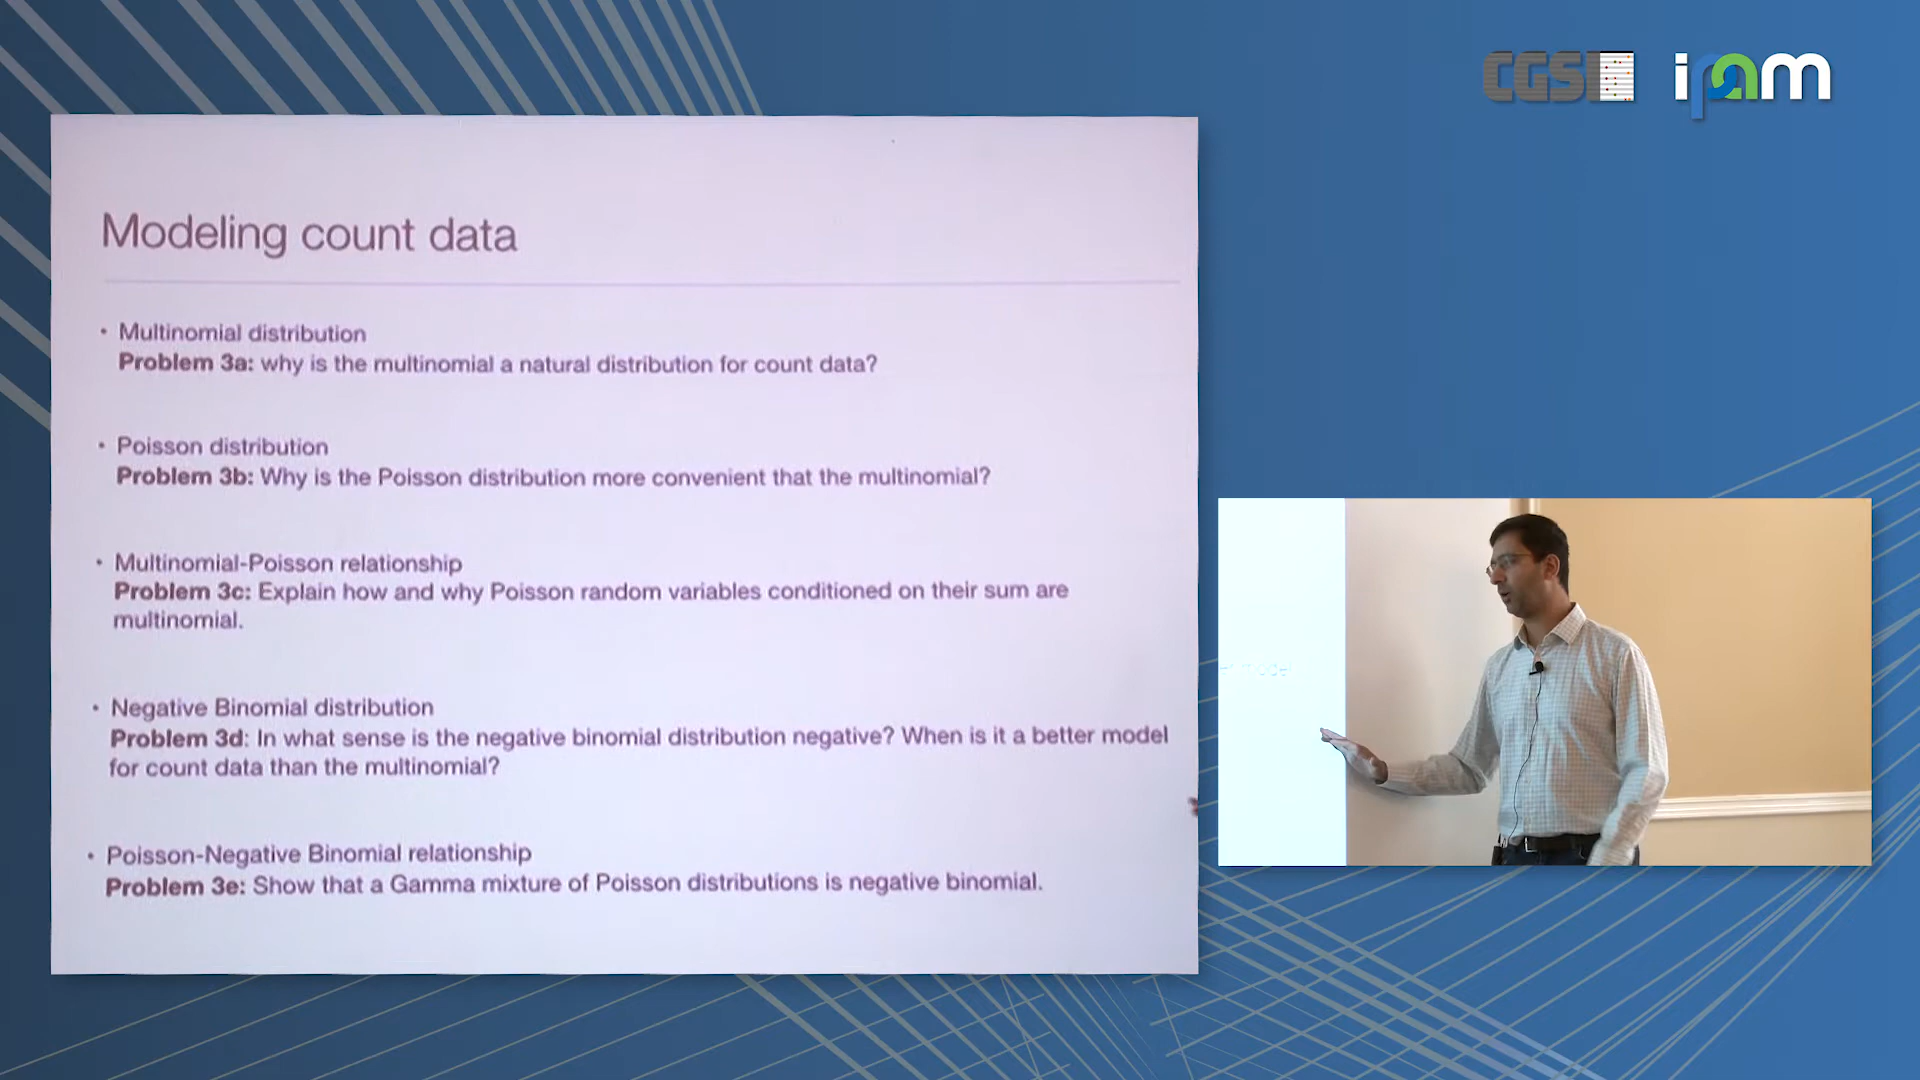 CGSI
ipam
Modeling count data
• Multinomial distribution
Problem 3a: why is the multinomial a natural distribution for count data?
• Poisson distribution
Problem 3b: Why is the Poisson distribution more convenient that the multinomial?
• Multinomial-Poisson relationship
Problem 3c: Explain how and why Poisson random variables conditioned on their sum are
multinomial.
• Negative Binomial distribution
Problem 3d: In what sense is the negative binomial distribution negative? When is it a better model
for count data than the multinomial?
• Poisson-Negative Binomial relationship
Problem 3e: Show that a Gamma mixture of Poisson distributions is negative binomial.
er model